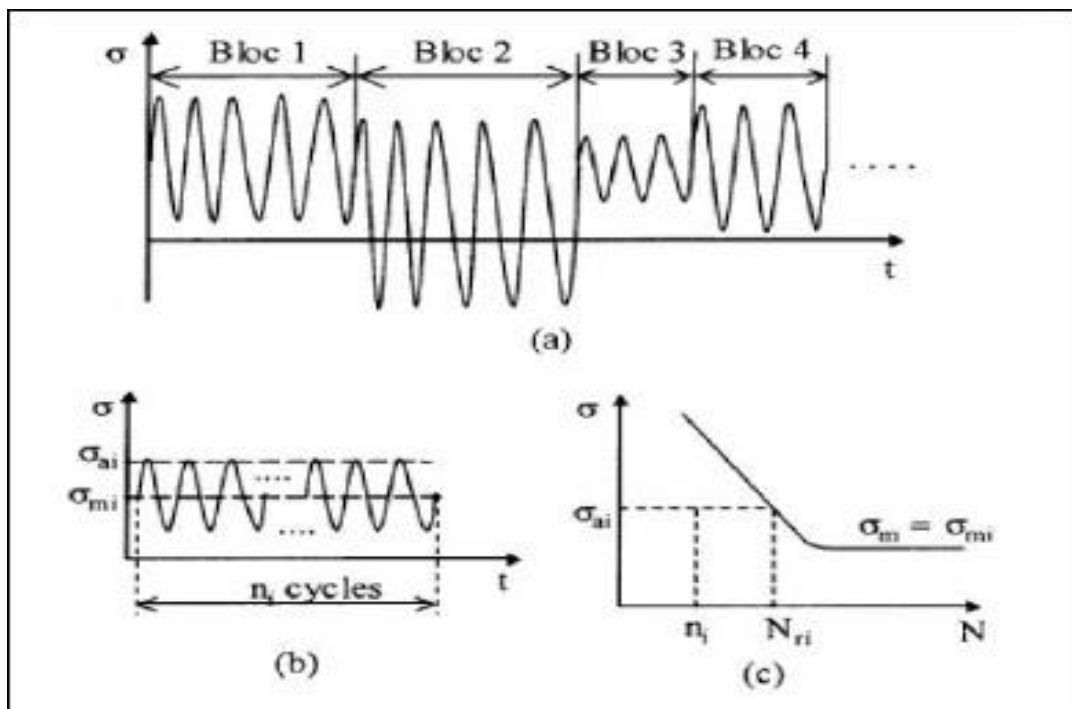 σ
Bloc 1
Bloc 2
Bloc 3
Bloc 4
. . . . .
t
(a)
σ
σai
σmi
.....
....
t
ni cycles
(b)
σ
σai
σm = σmi
ni
Nri
N
(c)